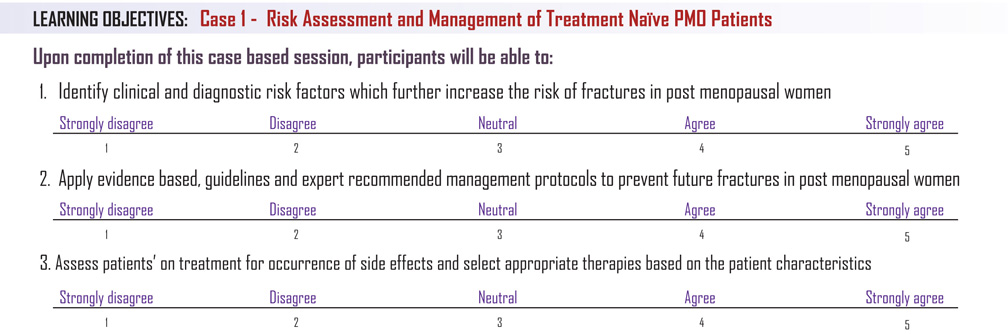 LEARNING OBJECTIVES: Case 1 - Risk Assessment and Management of Treatment Naïve PMO Patients
Upon completion of this case based session, participants will be able to:
1. Identify clinical and diagnostic risk factors which further increase the risk of fractures in post menopausal women
Strongly disagree Disagree Neutral Agree Strongly agree
1 2 3 4 5
2. Apply evidence based, guidelines and expert recommended management protocols to prevent future fractures in post menopausal women
Strongly disagree Disagree Neutral Agree Strongly agree
1 2 3 4 5
3. Assess patients' on treatment for occurrence of side effects and select appropriate therapies based on the patient characteristics
Strongly disagree Disagree Neutral Agree Strongly agree
1 2 3 4 5